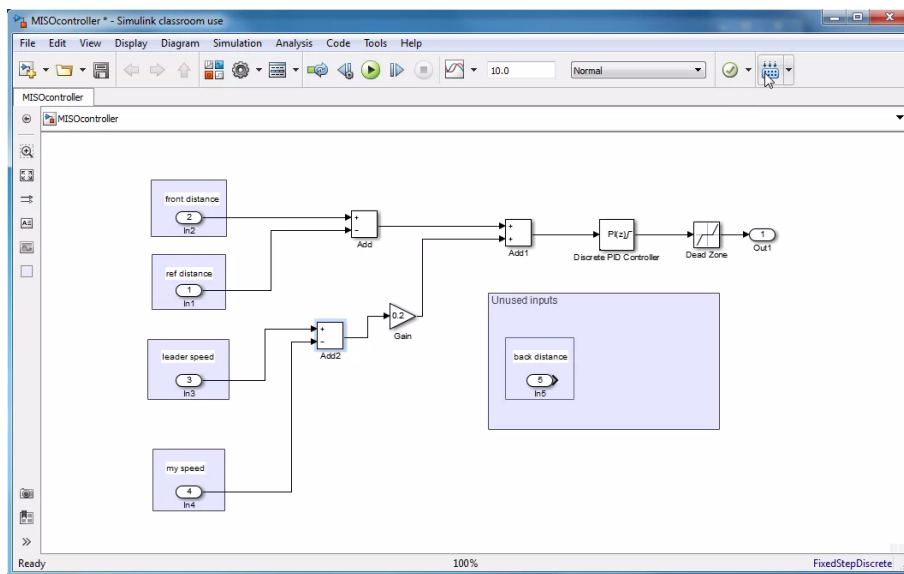 MISOcontroller * - Simulink classroom use
File Edit View Display Diagram Simulation Analysis Code Tools Help
10.0 Normal
MISOcontroller
MISOcontroller
front distance
2
In2
+
−
Add
+
+
Add1
PI(z)
Discrete PID Controller
Dead Zone
1
Out1
ref distance
1
In1
Unused inputs
0.2
Gain
leader speed
3
In3
+
−
Add2
back distance
5
In5
my speed
4
In4
Ready 100% FixedStepDiscrete